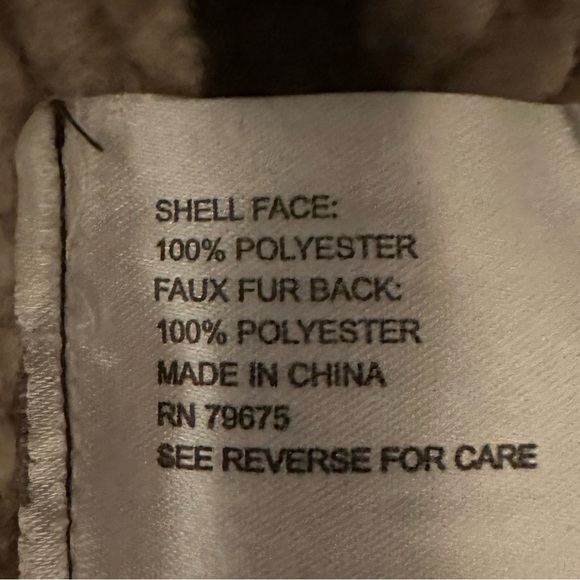 SHELL FACE:
100% POLYESTER
FAUX FUR BACK:
100% POLYESTER
MADE IN CHINA
RN 79675
SEE REVERSE FOR CARE